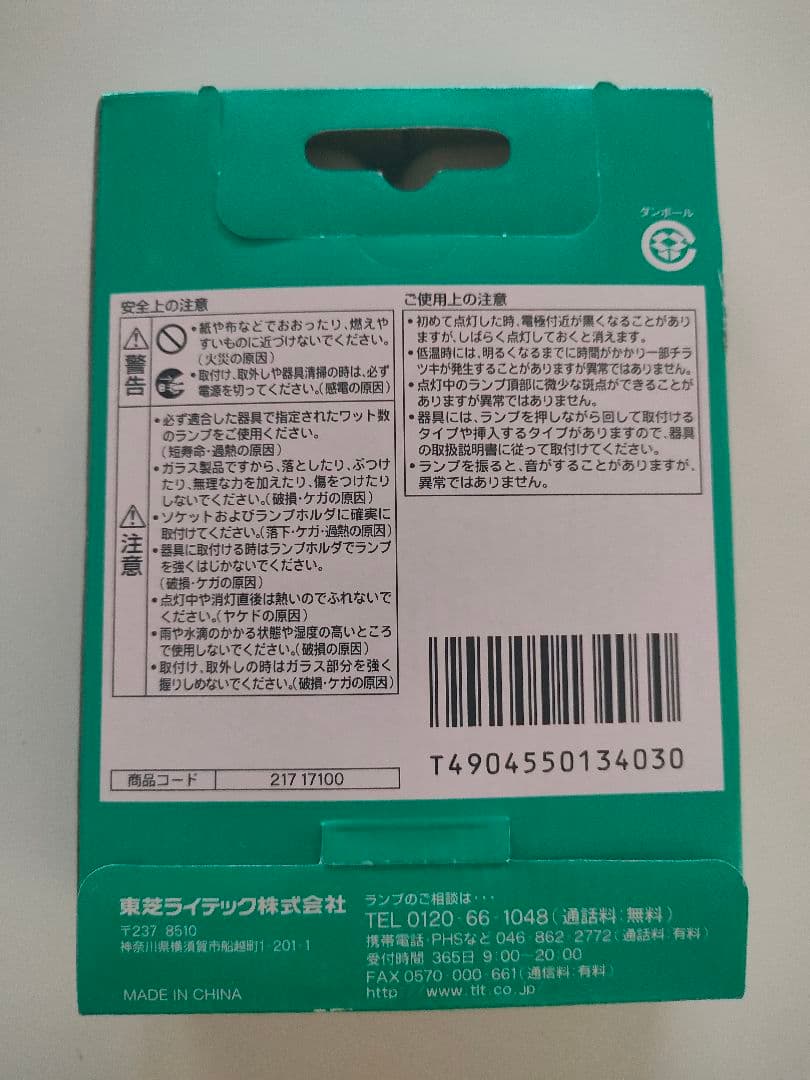 ダンボール
安全上の注意
警告
•紙や布などでおおったり、燃えや
すいものに近づけないでください。
(火災の原因)
•取付け、取外しや器具清掃の時は、必ず
電源を切ってください。(感電の原因)
注意
•必ず適合した器具で指定されたワット数
のランプをご使用ください。
(短寿命・過熱の原因)
•ガラス製品ですから、落としたり、ぶつけ
たり、無理な力を加えたり、傷をつけたり
しないでください。(破損・ケガの原因)
•ソケットおよびランプホルダに確実に
取付けてください。(落下・ケガ・過熱の原因)
•器具に取付ける時はランプホルダでランプ
を強くはじかないでください。
(破損・ケガの原因)
•点灯中や消灯直後は熱いのでふれないで
ください。(ヤケドの原因)
•雨や水滴のかかる状態や湿度の高いところ
で使用しないでください。(破損の原因)
•取付け、取外しの時はガラス部分を強く
握りしめないでください。(破損・ケガの原因)
ご使用上の注意
•初めて点灯した時、電極付近が黒くなることがあり
ますが、しばらく点灯しておくと消えます。
•低温時には、明るくなるまでに時間がかかり一部チラ
ツキが発生することがありますが異常ではありません。
•点灯中のランプ頂部に微少な斑点ができることが
ありますが異常ではありません。
•器具には、ランプを押しながら回して取付ける
タイプや挿入するタイプがありますので、器具
の取扱説明書に従って取付けてください。
•ランプを振ると、音がすることがありますが、
異常ではありません。
T4904550134030
商品コード 217 17100
東芝ライテック株式会社
〒237 8510
神奈川県横須賀市船越町1-201-1
MADE IN CHINA
ランプのご相談は・・・
TEL 0120-66-1048(通話料:無料)
携帯電話・PHSなど 046-862-2772(通話料:有料)
受付時間 365日 9:00~20:00
FAX 0570-000-661(通信料:有料)
http www.tlt.co.jp